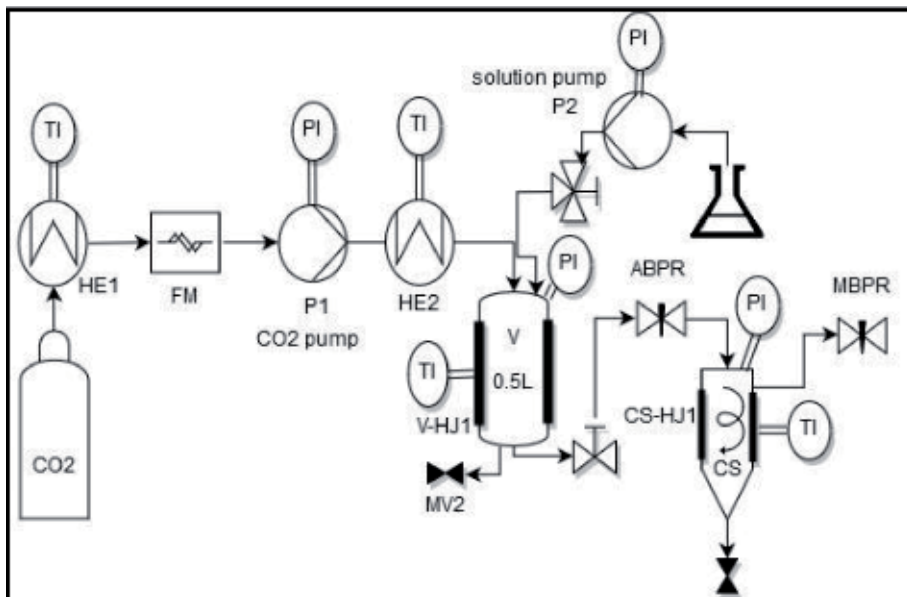 PI
solution pump
P2
TI
PI
TI
HE1
FM
P1
CO2 pump
HE2
PI
ABPR
PI
MBPR
V
0.5L
TI
V-HJ1
CS-HJ1
TI
CS
CO2
MV2